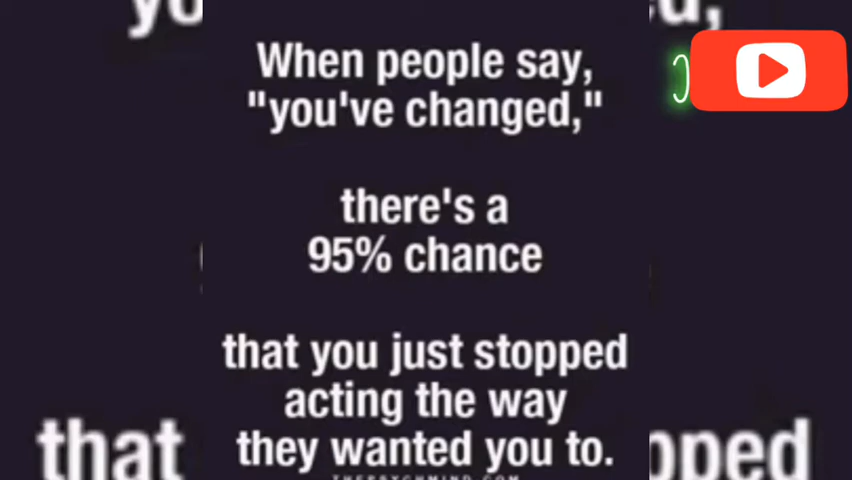 When people say,
"you've changed,"
there's a
95% chance
that you just stopped
acting the way
they wanted you to.
that